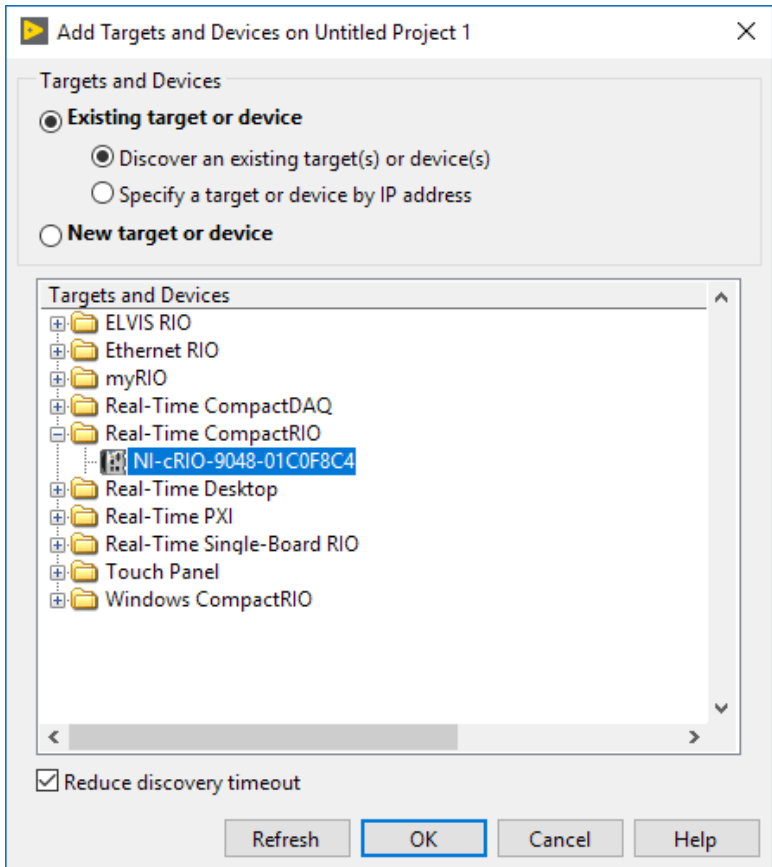 Add Targets and Devices on Untitled Project 1
Targets and Devices
Existing target or device
Discover an existing target(s) or device(s)
Specify a target or device by IP address
New target or device
Targets and Devices
ELVIS RIO
Ethernet RIO
myRIO
Real-Time CompactDAQ
Real-Time CompactRIO
NI-cRIO-9048-01C0F8C4
Real-Time Desktop
Real-Time PXI
Real-Time Single-Board RIO
Touch Panel
Windows CompactRIO
Reduce discovery timeout
Refresh OK Cancel Help